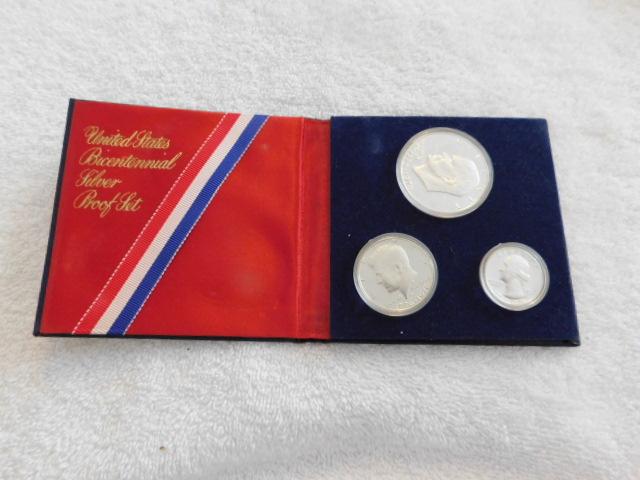 United States
Bicentennial
Silver
Proof Set